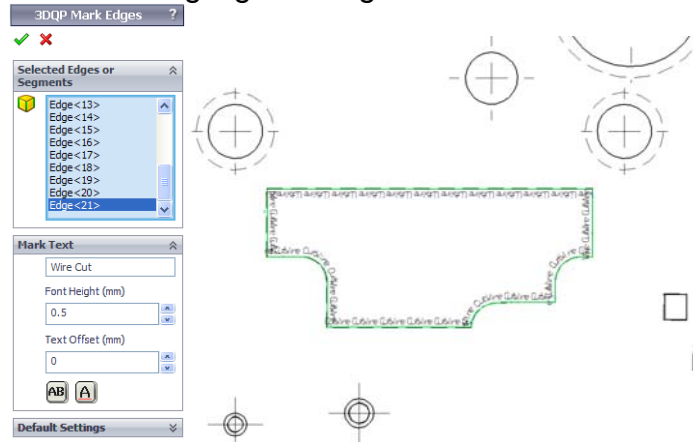 3DQP Mark Edges ?
Selected Edges or
Segments
Edge<13>
Edge<14>
Edge<15>
Edge<16>
Edge<17>
Edge<18>
Edge<19>
Edge<20>
Edge<21>
Mark Text
Wire Cut
Font Height (mm)
0.5
Text Offset (mm)
0
AB A
Default Settings